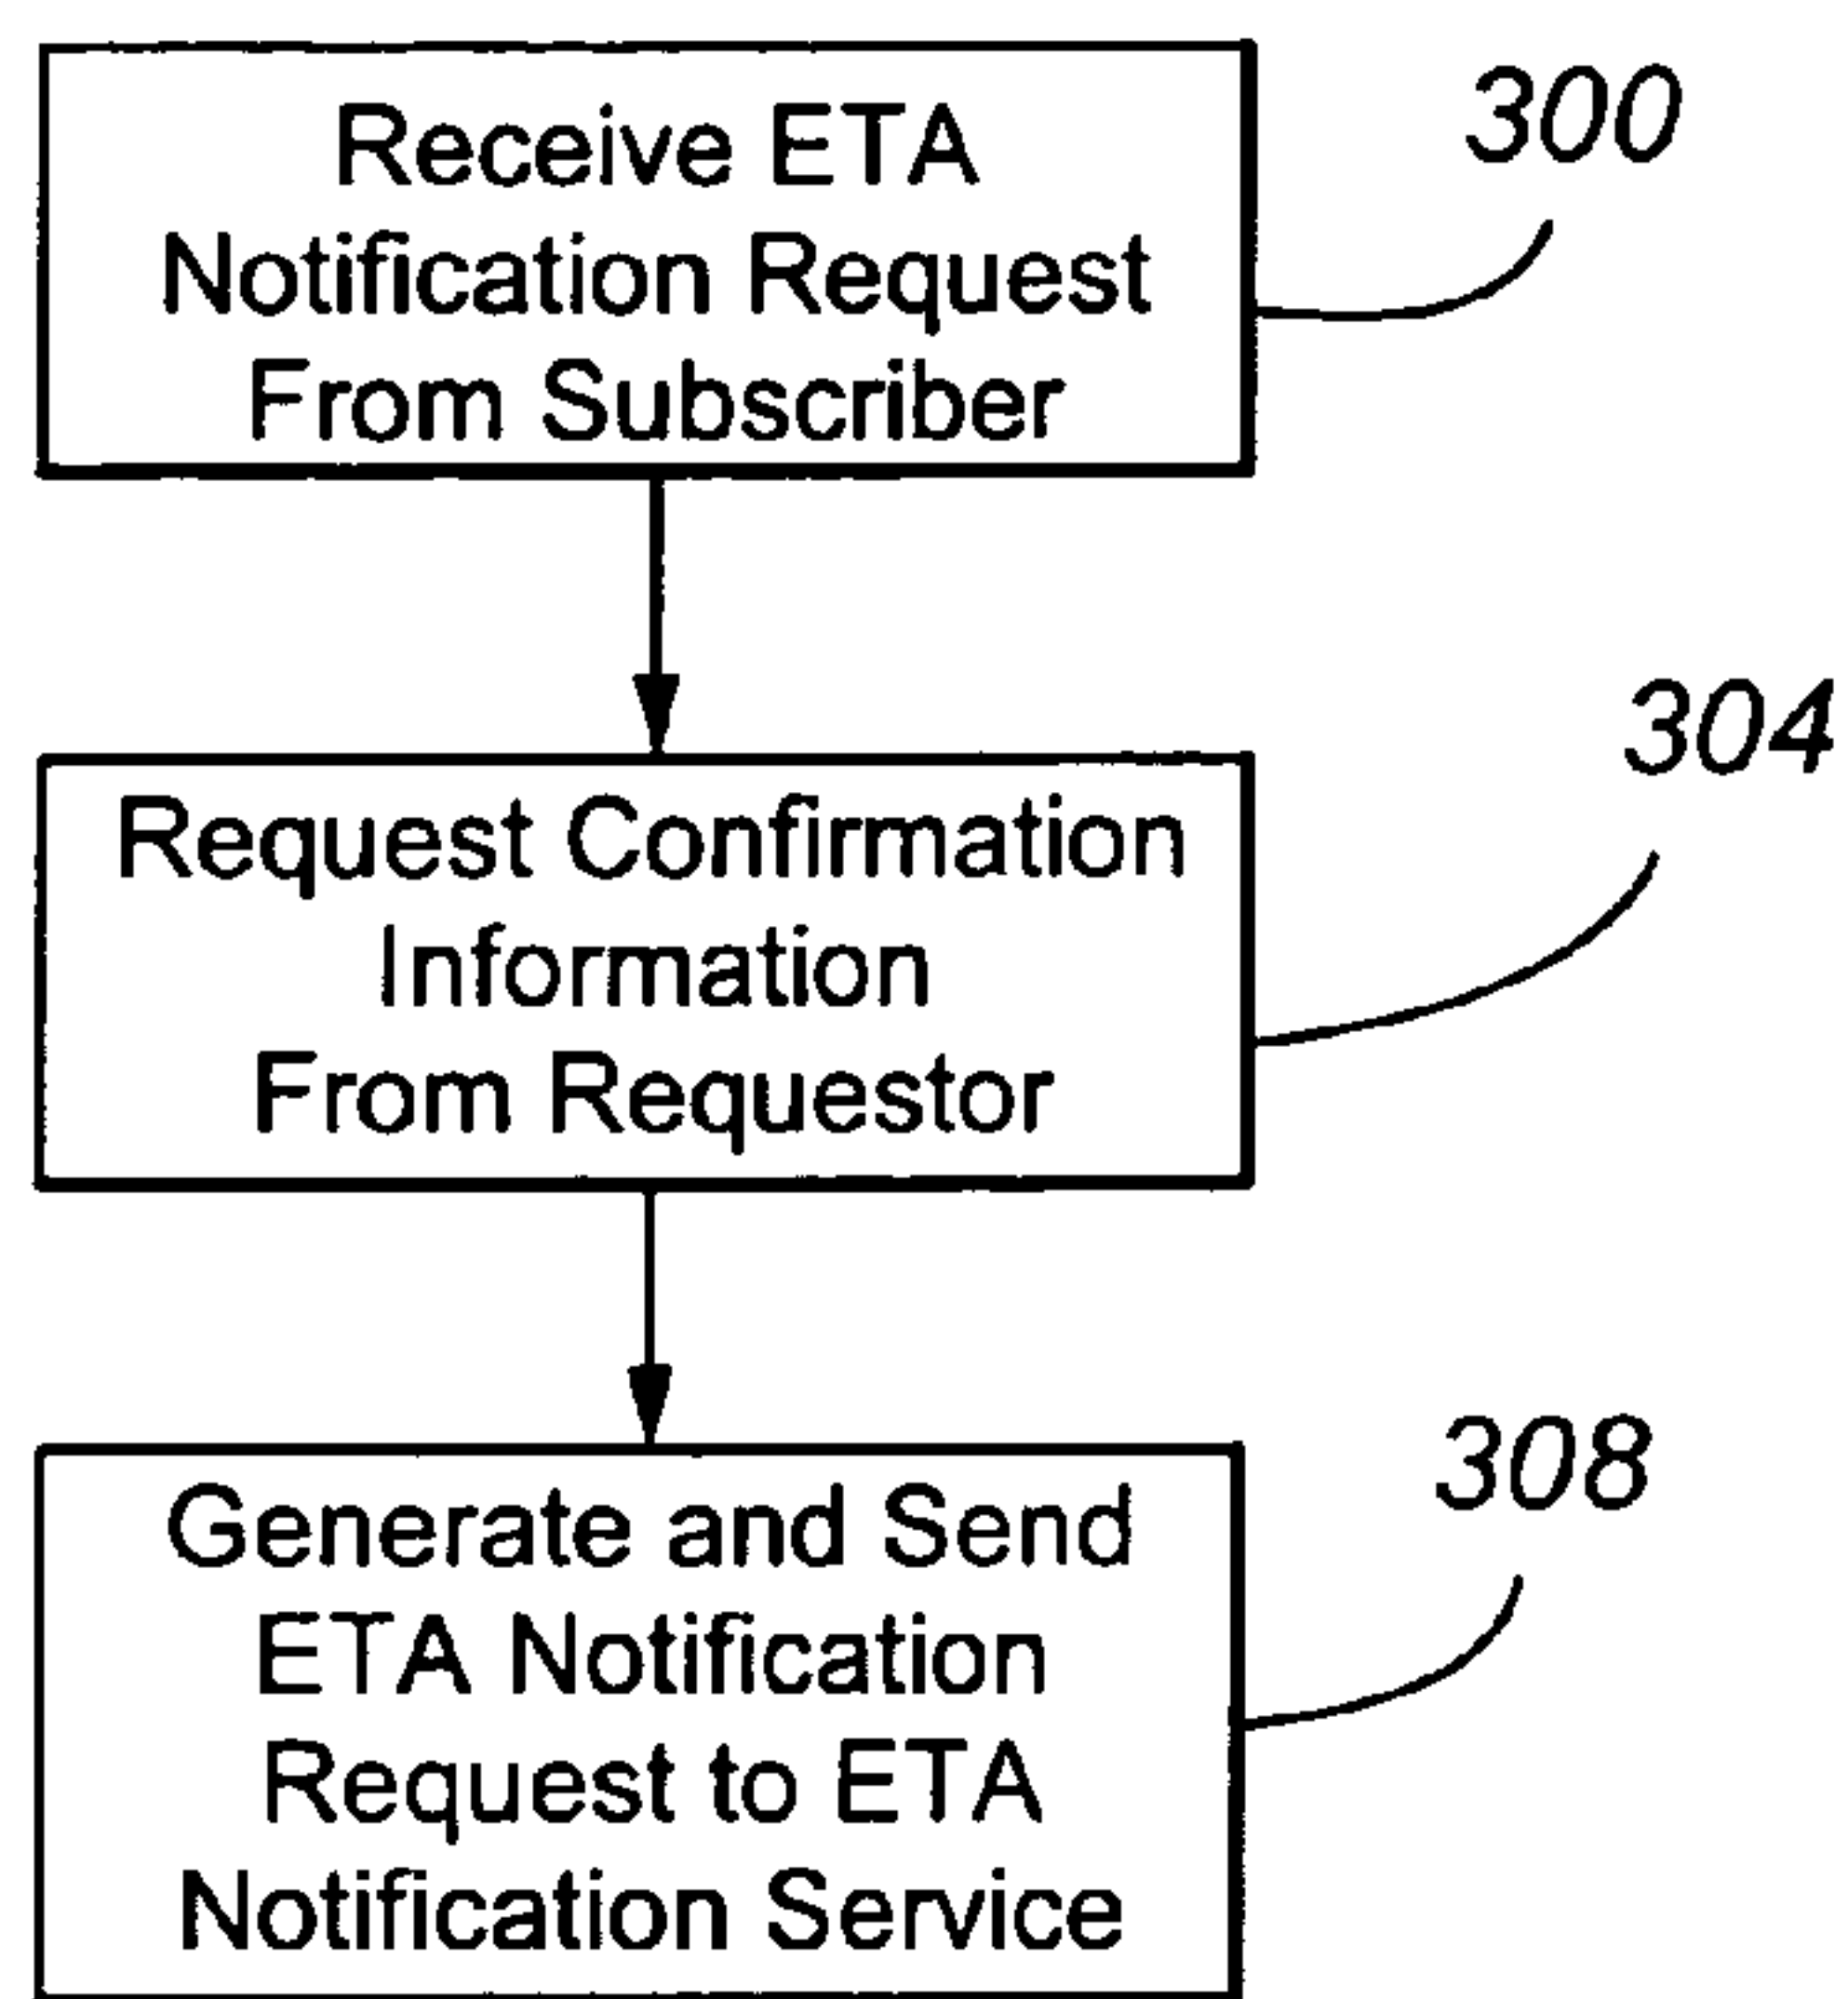 Receive ETA
Notification Request
From Subscriber
300
Request Confirmation
Information
From Requestor
304
Generate and Send
ETA Notification
Request to ETA
Notification Service
308